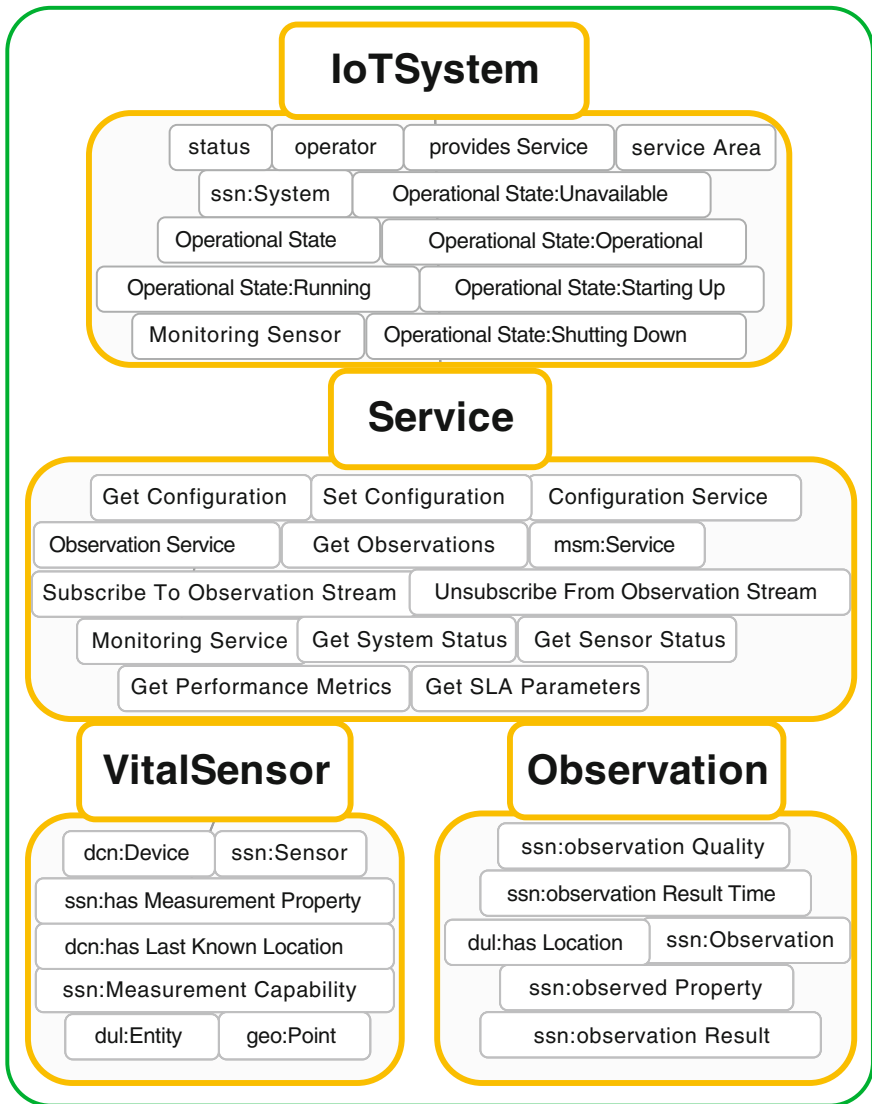 IoTSystem
status operator provides Service service Area
ssn:System Operational State:Unavailable
Operational State Operational State:Operational
Operational State:Running Operational State:Starting Up
Monitoring Sensor Operational State:Shutting Down
Service
Get Configuration Set Configuration Configuration Service
Observation Service Get Observations msm:Service
Subscribe To Observation Stream Unsubscribe From Observation Stream
Monitoring Service Get System Status Get Sensor Status
Get Performance Metrics Get SLA Parameters
VitalSensor
dcn:Device ssn:Sensor
ssn:has Measurement Property
dcn:has Last Known Location
ssn:Measurement Capability
dul:Entity geo:Point
Observation
ssn:observation Quality
ssn:observation Result Time
dul:has Location ssn:Observation
ssn:observed Property
ssn:observation Result